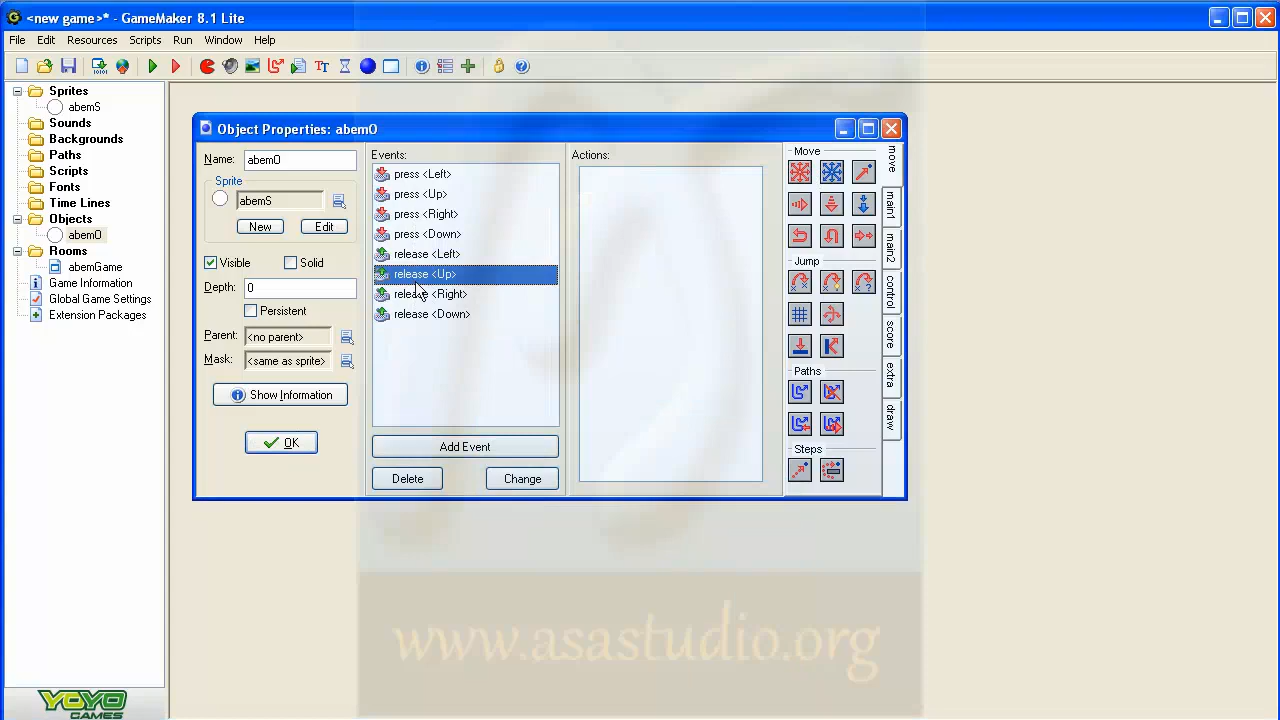 <new game>* - GameMaker 8.1 Lite
File Edit Resources Scripts Run Window Help
Sprites
abemS
Sounds
Backgrounds
Paths
Scripts
Fonts
Time Lines
Objects
abemO
Rooms
abemGame
Game Information
Global Game Settings
Extension Packages
YOYO
GAMES
Object Properties: abemO
Name: abemO
Sprite
abemS
New Edit
Visible Solid
Depth: 0
Persistent
Parent: <no parent>
Mask: <same as sprite>
Show Information
OK
Events:
press <Left>
press <Up>
press <Right>
press <Down>
release <Left>
release <Up>
release <Right>
release <Down>
Add Event
Delete Change
Actions:
Move
Jump
Paths
Steps
move
main1
main2
control
score
extra
draw
www.asastudio.org